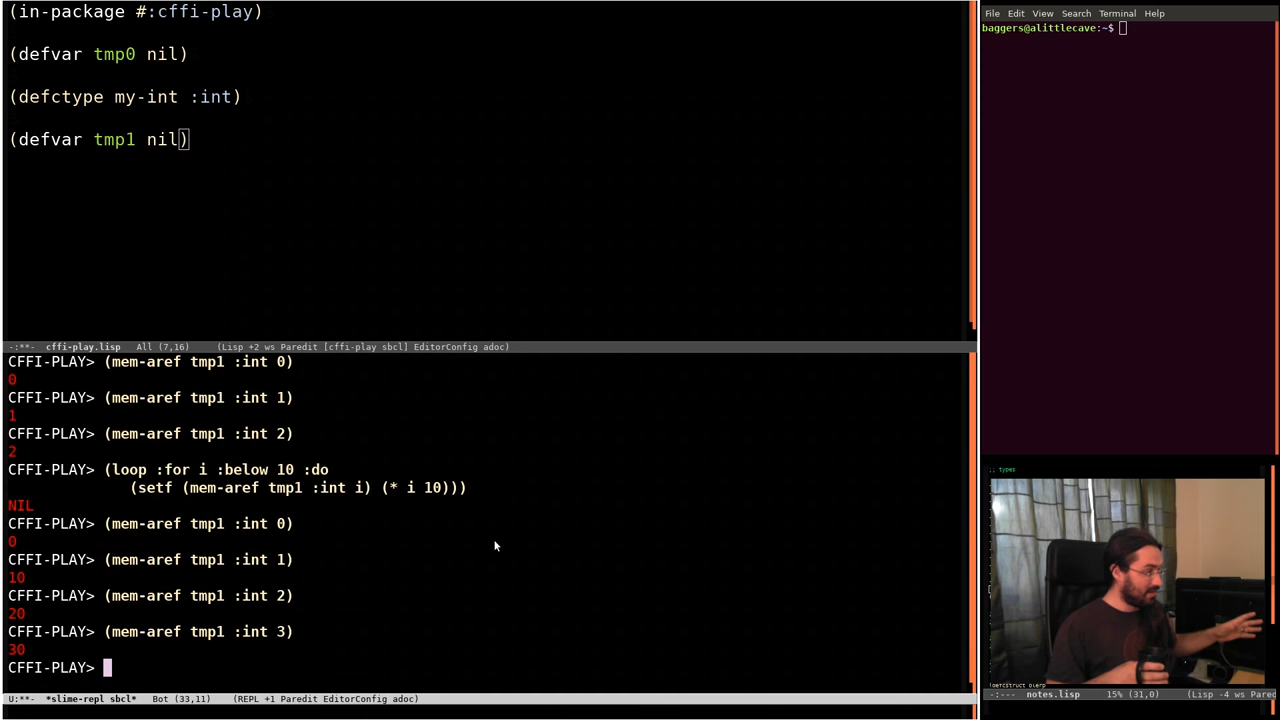 (in-package #:cffi-play)
(defvar tmp0 nil)
(defctype my-int :int)
(defvar tmp1 nil)
-:**- cffi-play.lisp All (7,16) (Lisp +2 ws Paredit [cffi-play sbcl] EditorConfig adoc)
CFFI-PLAY> (mem-aref tmp1 :int 0)
0
CFFI-PLAY> (mem-aref tmp1 :int 1)
1
CFFI-PLAY> (mem-aref tmp1 :int 2)
2
CFFI-PLAY> (loop :for i :below 10 :do
(setf (mem-aref tmp1 :int i) (* i 10)))
NIL
CFFI-PLAY> (mem-aref tmp1 :int 0)
0
CFFI-PLAY> (mem-aref tmp1 :int 1)
10
CFFI-PLAY> (mem-aref tmp1 :int 2)
20
CFFI-PLAY> (mem-aref tmp1 :int 3)
30
CFFI-PLAY>
U:**- *slime-repl sbcl* Bot (33,11) (REPL +1 Paredit EditorConfig adoc)
File Edit View Search Terminal Help
baggers@alittlecave:~$
;; types
-:--- notes.lisp 15% (31,0) (Lisp -4 ws Pared